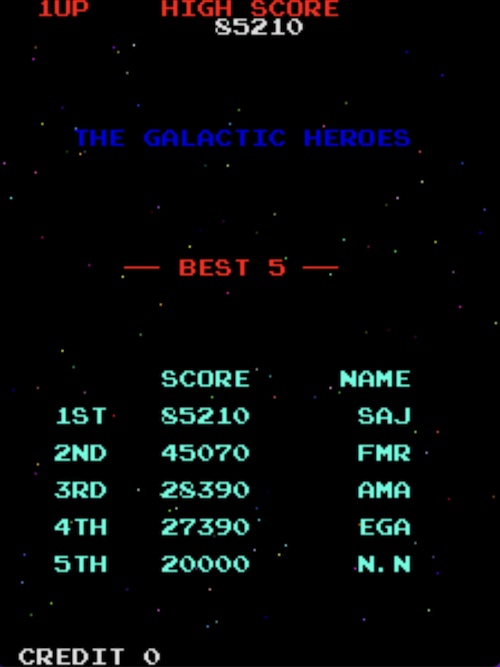 1UP HIGH SCORE
85210
THE GALACTIC HEROES
── BEST 5 ──
SCORE NAME
1ST 85210 SAJ
2ND 45070 FMR
3RD 28390 AMA
4TH 27390 EGA
5TH 20000 N.N
CREDIT 0